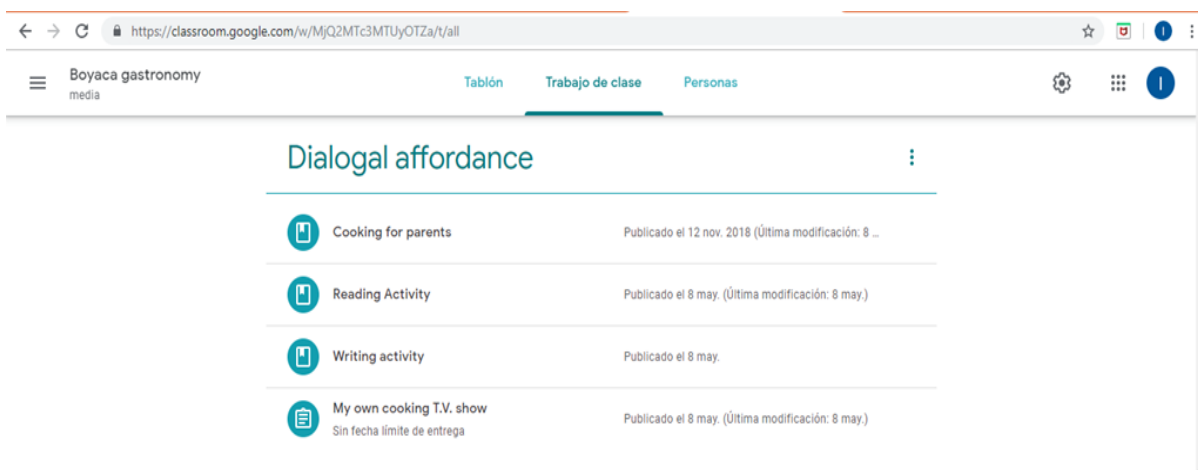 https://classroom.google.com/w/MjQ2MTc3MTUyOTZa/t/all
I
Boyaca gastronomy
media
Tablón Trabajo de clase Personas
I
Dialogal affordance
Cooking for parents Publicado el 12 nov. 2018 (Última modificación: 8 ...
Reading Activity Publicado el 8 may. (Última modificación: 8 may.)
Writing activity Publicado el 8 may.
My own cooking T.V. show Publicado el 8 may. (Última modificación: 8 may.)
Sin fecha límite de entrega